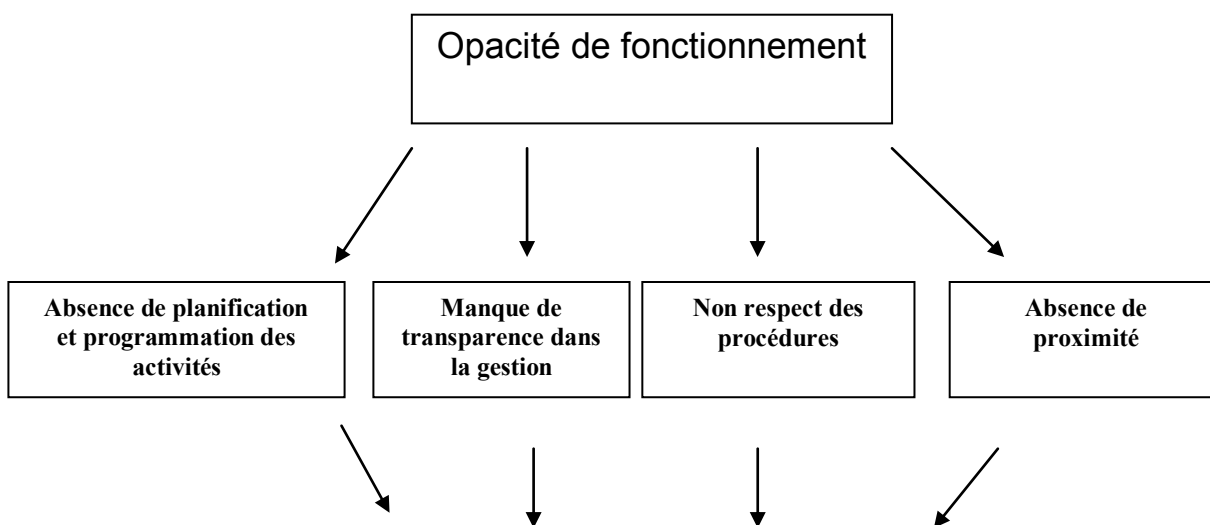 Opacité de fonctionnement
Absence de planification
et programmation des
activités
Manque de
transparence dans
la gestion
Non respect des
procédures
Absence de
proximité